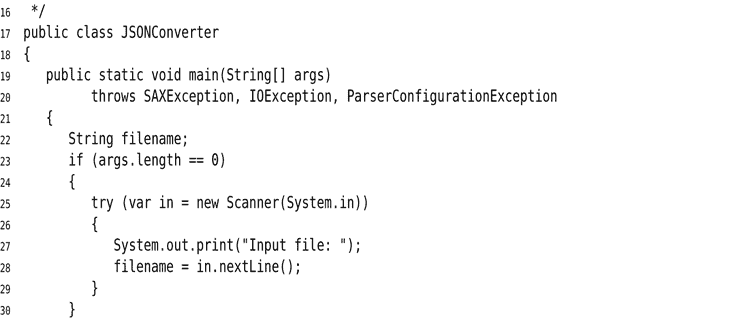 16  */
17 public class JSONConverter
18 {
19    public static void main(String[] args)
20          throws SAXException, IOException, ParserConfigurationException
21    {
22       String filename;
23       if (args.length == 0)
24       {
25          try (var in = new Scanner(System.in))
26          {
27             System.out.print("Input file: ");
28             filename = in.nextLine();
29          }
30       }